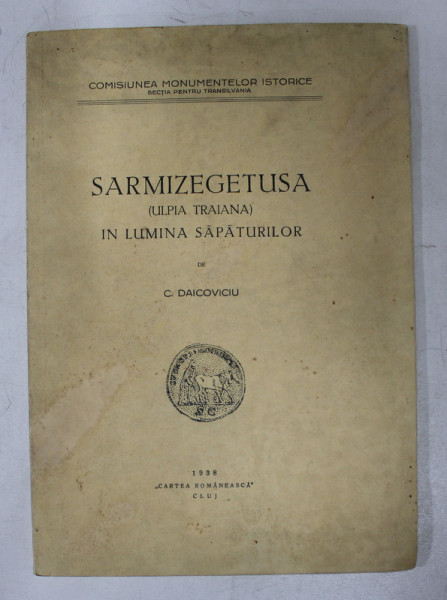 COMISIUNEA MONUMENTELOR ISTORICE
SECȚIA PENTRU TRANSILVANIA
SARMIZEGETUSA
(ULPIA TRAIANA)
IN LUMINA SĂPĂTURILOR
DE
C. DAICOVICIU
S C
1938
„CARTEA ROMÂNEASCĂ"
CLUJ